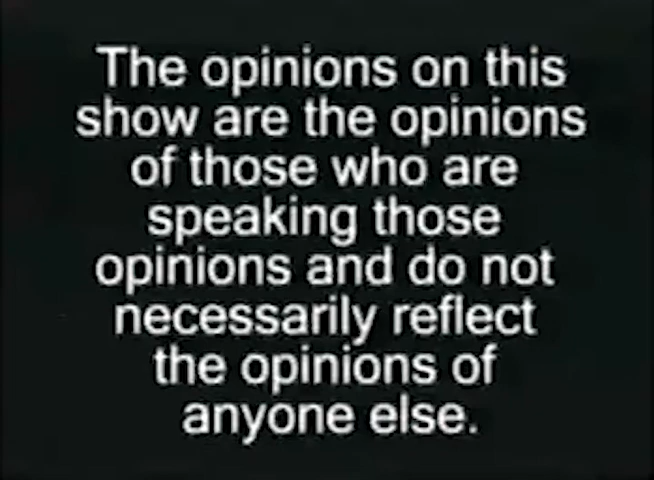 The opinions on this
show are the opinions
of those who are
speaking those
opinions and do not
necessarily reflect
the opinions of
anyone else.